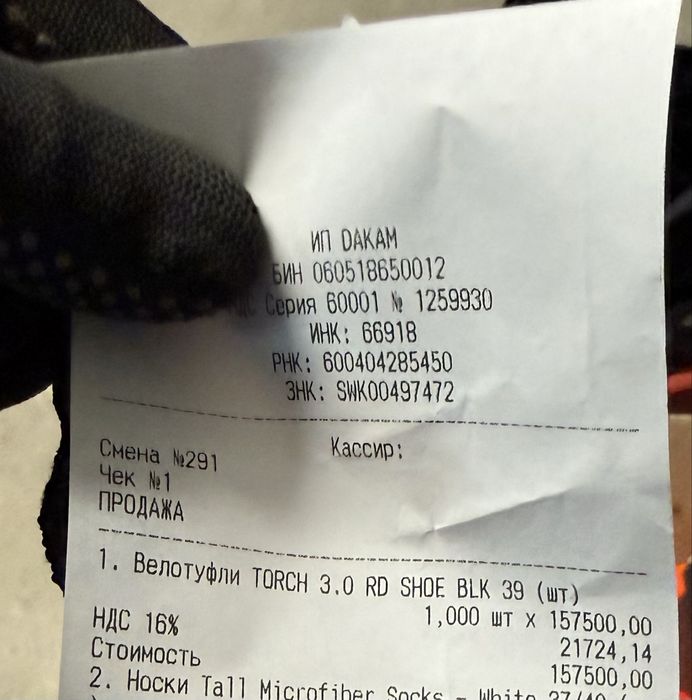 ИП DAKAM
БИН 060518650012
Серия 60001 № 1259930
ИНК: 66918
РНК: 600404285450
ЗНК: SWK00497472
Кассир:
Смена №291
Чек №1
ПРОДАЖА
1. Велотуфли TORCH 3.0 RD SHOE BLK 39 (шт)
1,000 шт x 157500,00
НДС 16% 21724,14
Стоимость 157500,00
2. Носки Tall Microfiber Socks - White